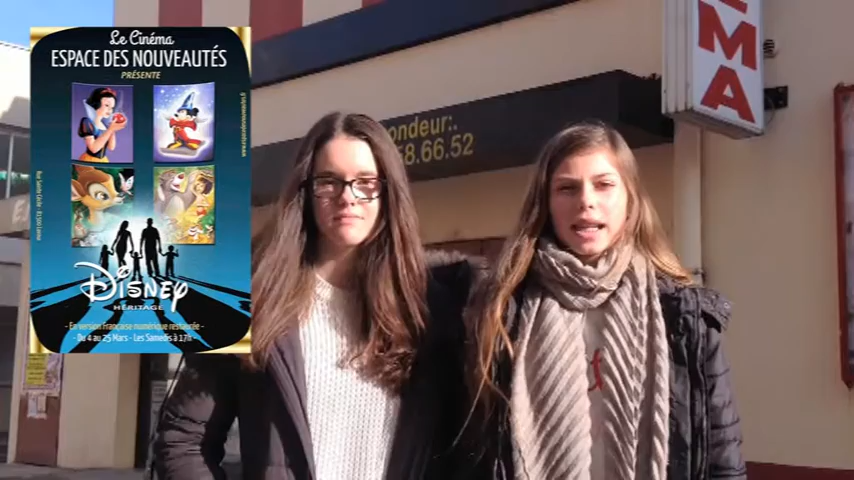 Le Cinéma
ESPACE DES NOUVEAUTÉS
PRÉSENTE
DISNEY
HÉRITAGE
- En version Française numérique restaurée -
- Du 4 au 25 Mars - Les Samedis à 17h -
ondeur:.
58.66.52
MA